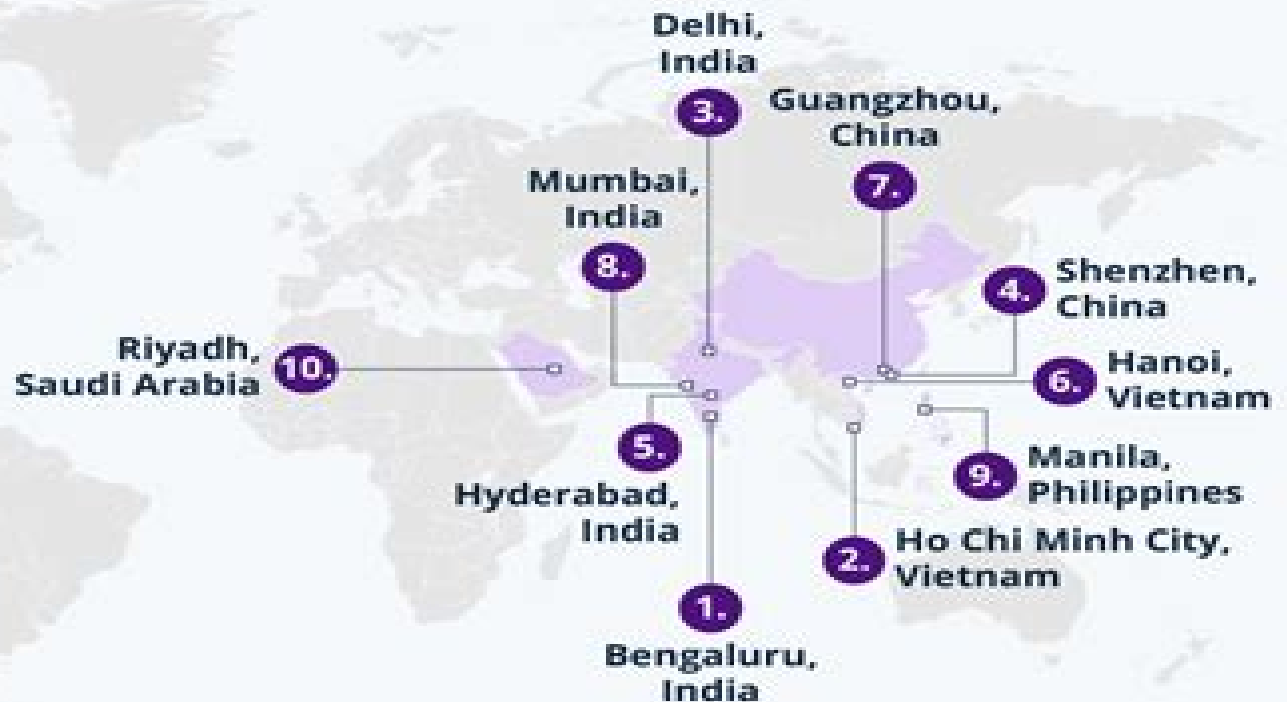 Delhi,
India
3.
Guangzhou,
China
7.
Mumbai,
India
8.
Shenzhen,
China
4.
Riyadh,
Saudi Arabia
10.
Hanoi,
Vietnam
6.
5.
Hyderabad,
India
Manila,
Philippines
9.
Ho Chi Minh City,
Vietnam
2.
1.
Bengaluru,
India